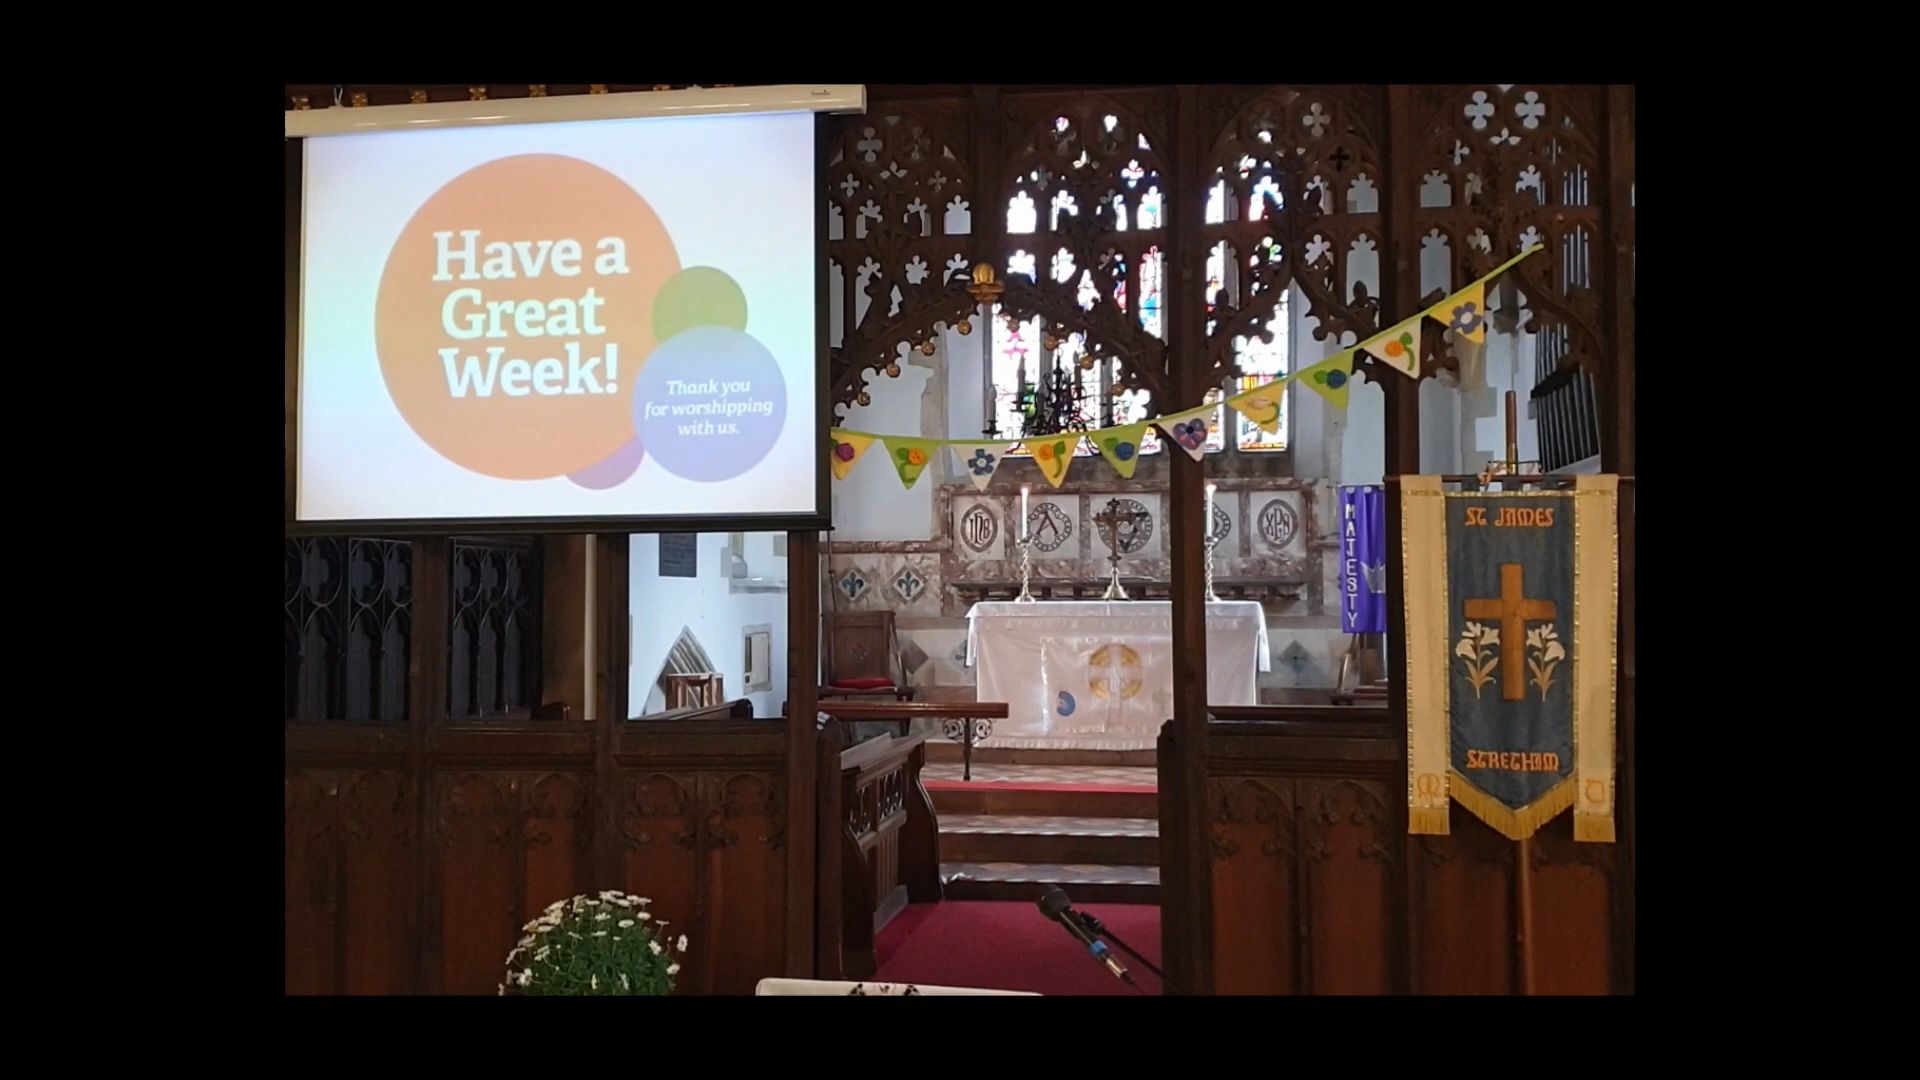 Have a
Great
Week!
Thank you
for worshipping
with us.
MAJESTY
ST JAMES
STRETHAM